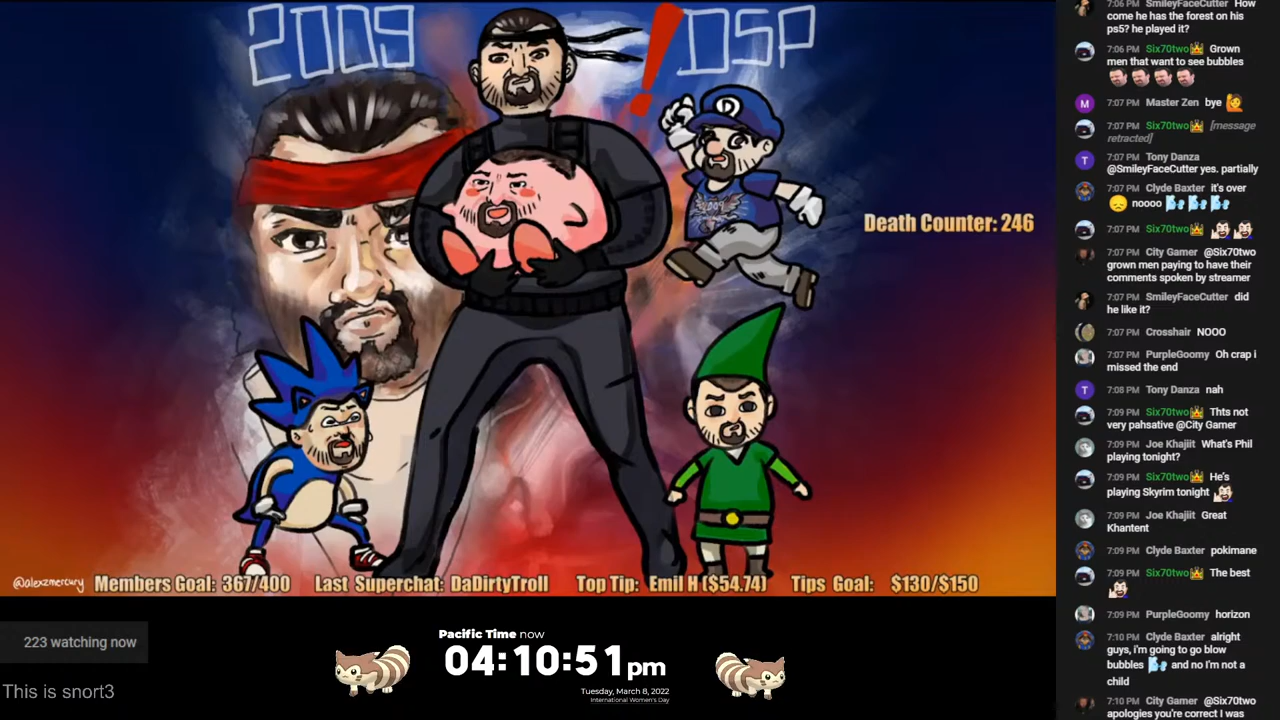 2009
! DSP
D
2009
Death Counter: 246
@alexzmercury
Members Goal: 367/400
Last Superchat: DaDirtyTroll
Top Tip: Emil H ($54.74)
Tips Goal: $130/$150
223 watching now
This is snort3
Pacific Time now
04:10:51pm
Tuesday, March 8, 2022
International Women's Day
7:06 PM SmileyFaceCutter How
come he has the forest on his
ps5? he played it?
7:06 PM Six70two Grown
men that want to see bubbles
M 7:07 PM Master Zen bye
7:07 PM Six70two [message
retracted]
T 7:07 PM Tony Danza
@SmileyFaceCutter yes. partially
7:07 PM Clyde Baxter it's over
noooo
7:07 PM Six70two
7:07 PM City Gamer @Six70two
grown men paying to have their
comments spoken by streamer
7:07 PM SmileyFaceCutter did
he like it?
7:07 PM Crosshair NOOO
7:07 PM PurpleGoomy Oh crap i
missed the end
T 7:08 PM Tony Danza nah
7:09 PM Six70two Thts not
very pahsative @City Gamer
7:09 PM Joe Khajiit What's Phil
playing tonight?
7:09 PM Six70two He's
playing Skyrim tonight
7:09 PM Joe Khajiit Great
Khantent
7:09 PM Clyde Baxter pokimane
7:09 PM Six70two The best
7:09 PM PurpleGoomy horizon
7:10 PM Clyde Baxter alright
guys, i'm going to go blow
bubbles and no I'm not a
child
7:10 PM City Gamer @Six70two
apologies you're correct I was